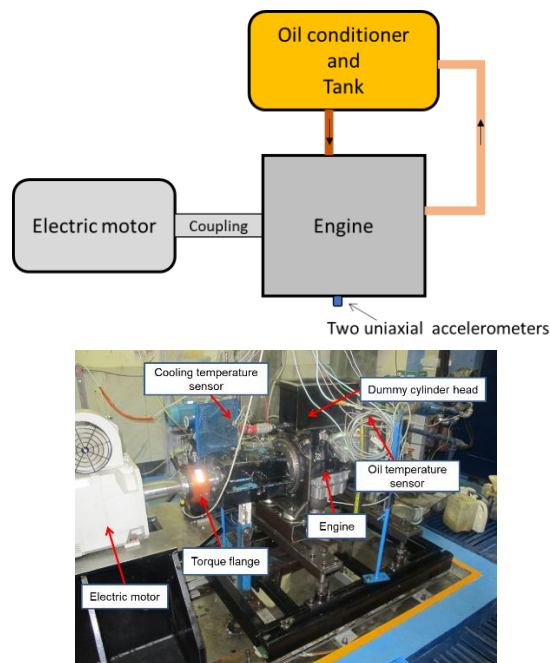 Oil conditioner
and
Tank
Electric motor
Coupling
Engine
Two uniaxial accelerometers
Cooling temperature
sensor
Dummy cylinder head
Oil temperature
sensor
Engine
Torque flange
Electric motor